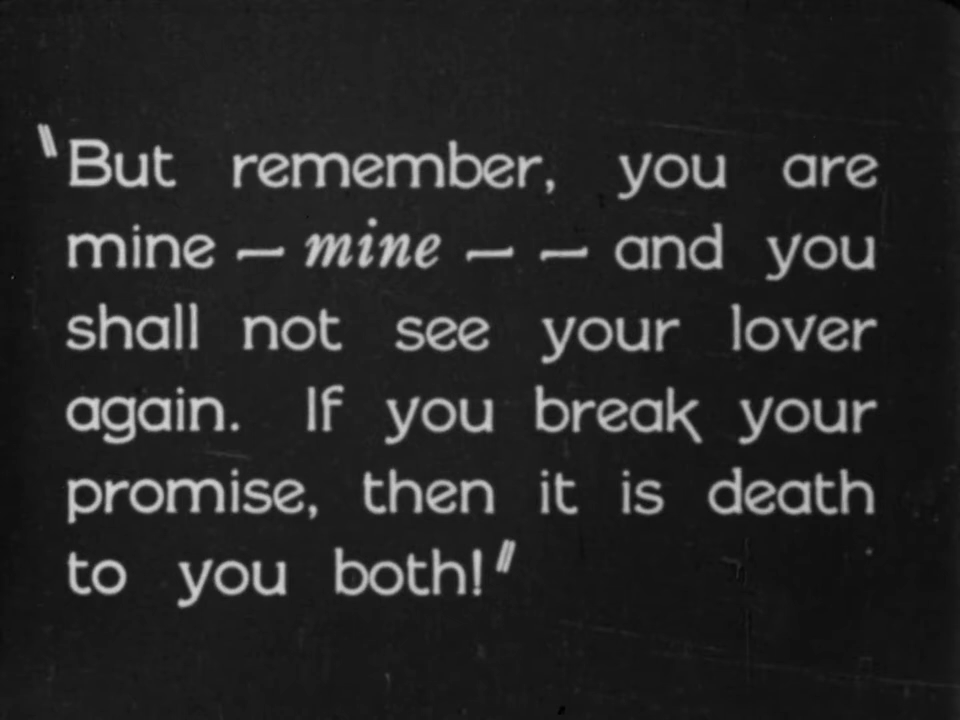 "But remember, you are
mine — mine — — and you
shall not see your lover
again. If you break your
promise, then it is death
to you both!"